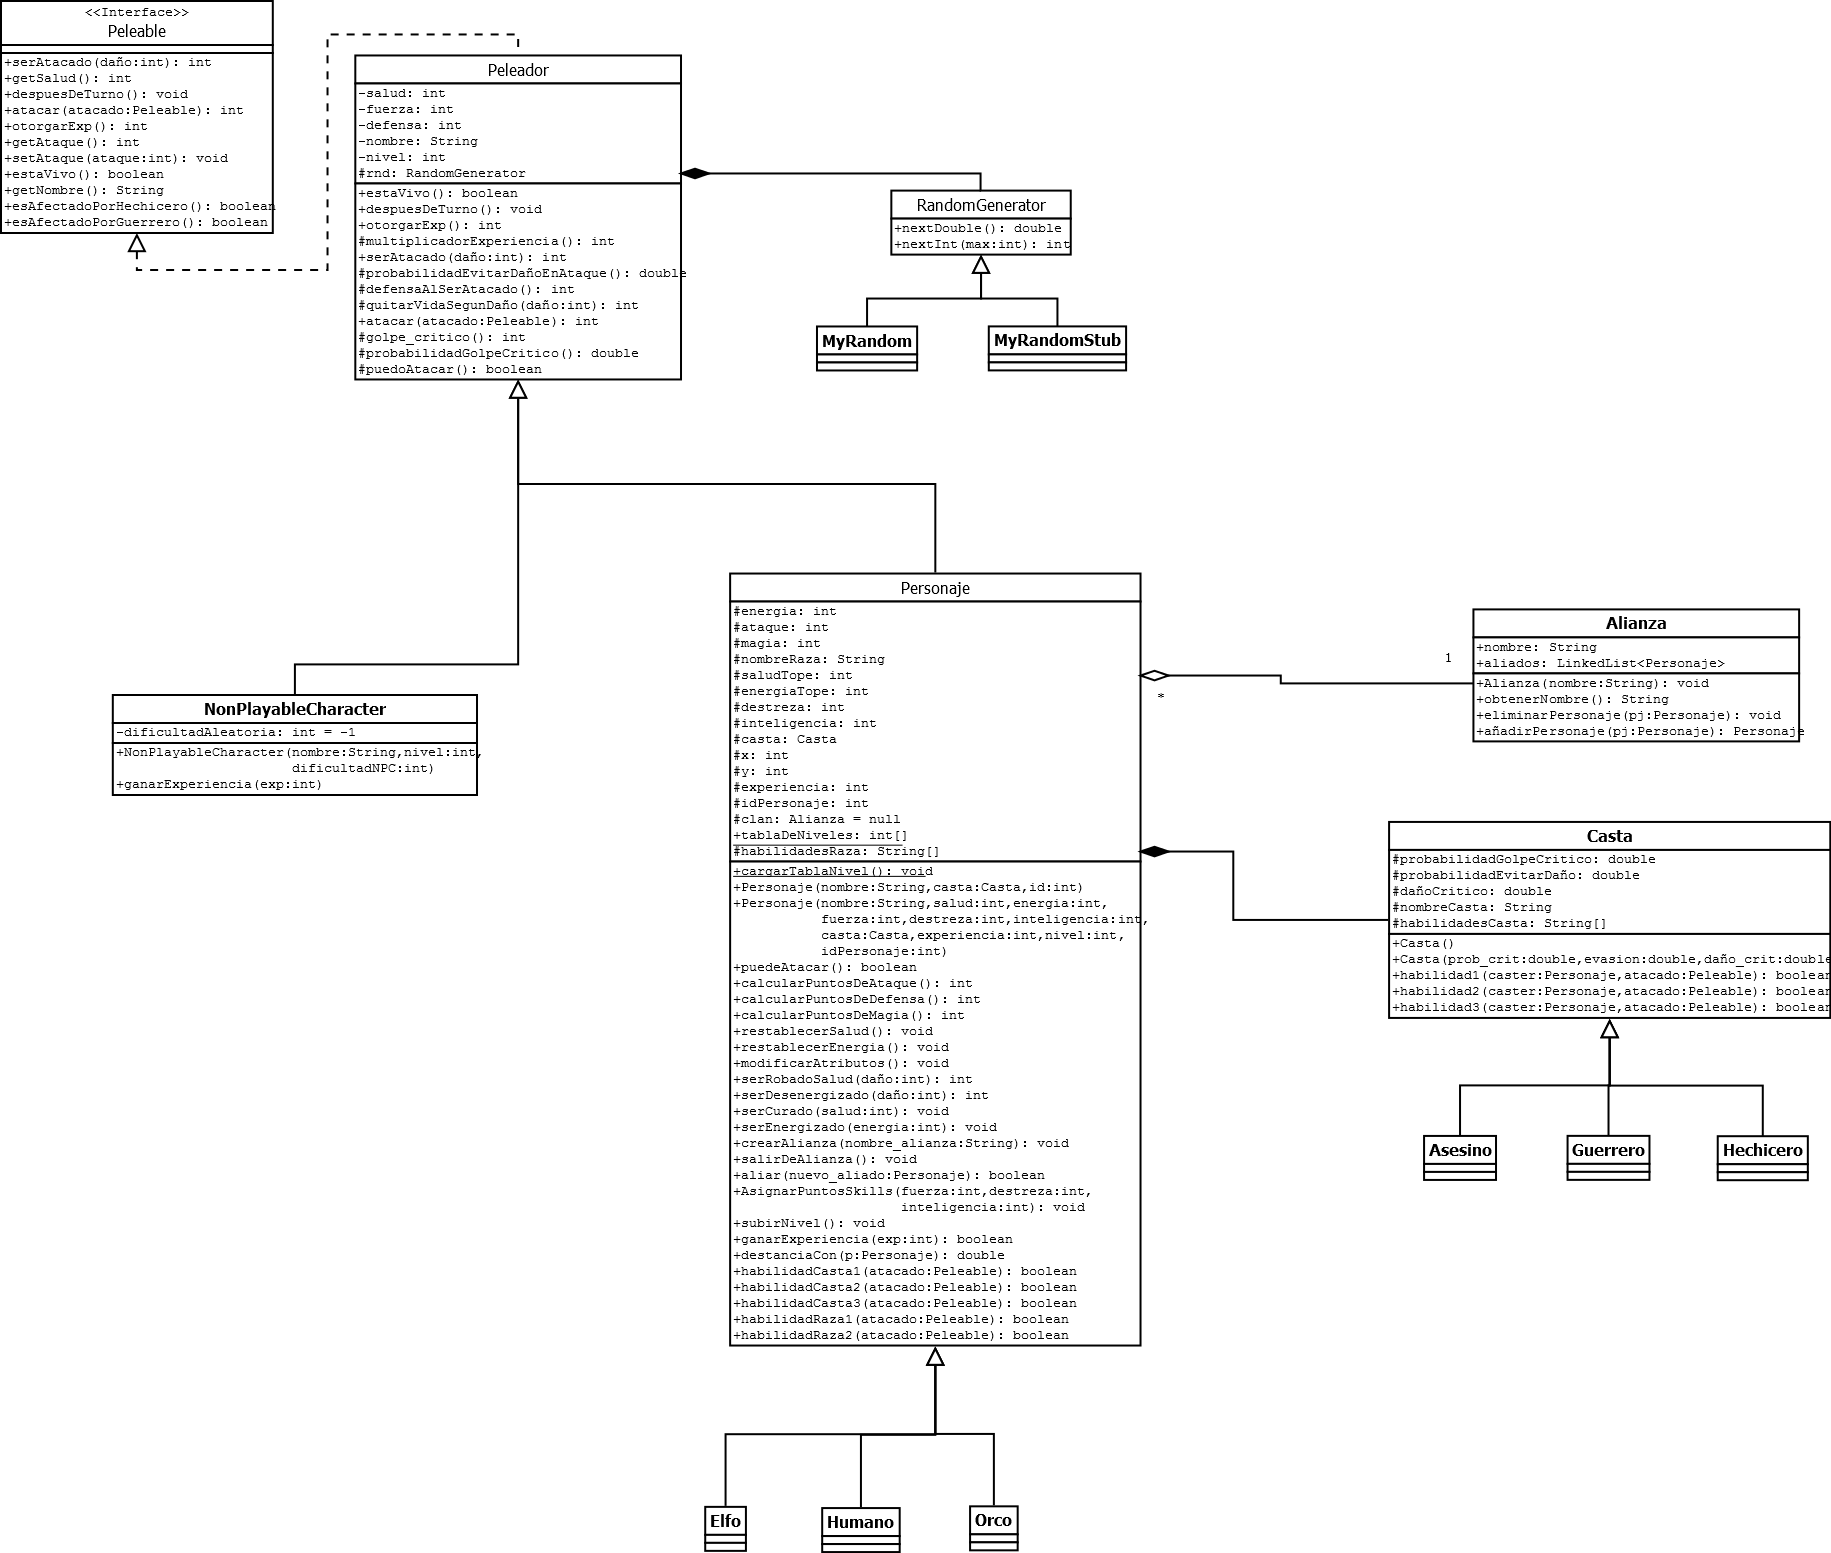 <<Interface>>
Peleable
+serAtacado(daño:int): int
+getSalud(): int
+despuesDeTurno(): void
+atacar(atacado:Peleable): int
+otorgarExp(): int
+getAtaque(): int
+setAtaque(ataque:int): void
+estaVivo(): boolean
+getNombre(): String
+esAfectadoPorHechicero(): boolean
+esAfectadoPorGuerrero(): boolean
Peleador
-salud: int
-fuerza: int
-defensa: int
-nombre: String
-nivel: int
#rnd: RandomGenerator
+estaVivo(): boolean
+despuesDeTurno(): void
+otorgarExp(): int
#multiplicadorExperiencia(): int
+serAtacado(daño:int): int
#probabilidadEvitarDañoEnAtaque(): double
#defensaAlSerAtacado(): int
#quitarVidaSegunDaño(daño:int): int
+atacar(atacado:Peleable): int
#golpe_critico(): int
#probabilidadGolpeCritico(): double
#puedoAtacar(): boolean
RandomGenerator
+nextDouble(): double
+nextInt(max:int): int
MyRandom
MyRandomStub
NonPlayableCharacter
-dificultadAleatoria: int = -1
+NonPlayableCharacter(nombre:String,nivel:int,
dificultadNPC:int)
+ganarExperiencia(exp:int)
Personaje
#energia: int
#ataque: int
#magia: int
#nombreRaza: String
#saludTope: int
#energiaTope: int
#destreza: int
#inteligencia: int
#casta: Casta
#x: int
#y: int
#experiencia: int
#idPersonaje: int
#clan: Alianza = null
+tablaDeNiveles: int[]
#habilidadesRaza: String[]
+cargarTablaNivel(): void
+Personaje(nombre:String,casta:Casta,id:int)
+Personaje(nombre:String,salud:int,energia:int,
fuerza:int,destreza:int,inteligencia:int,
casta:Casta,experiencia:int,nivel:int,
idPersonaje:int)
+puedeAtacar(): boolean
+calcularPuntosDeAtaque(): int
+calcularPuntosDeDefensa(): int
+calcularPuntosDeMagia(): int
+restablecerSalud(): void
+restablecerEnergia(): void
+modificarAtributos(): void
+serRobadoSalud(daño:int): int
+serDesenergizado(daño:int): int
+serCurado(salud:int): void
+serEnergizado(energia:int): void
+crearAlianza(nombre_alianza:String): void
+salirDeAlianza(): void
+aliar(nuevo_aliado:Personaje): boolean
+AsignarPuntosSkills(fuerza:int,destreza:int,
inteligencia:int): void
+subirNivel(): void
+ganarExperiencia(exp:int): boolean
+destanciaCon(p:Personaje): double
+habilidadCasta1(atacado:Peleable): boolean
+habilidadCasta2(atacado:Peleable): boolean
+habilidadCasta3(atacado:Peleable): boolean
+habilidadRaza1(atacado:Peleable): boolean
+habilidadRaza2(atacado:Peleable): boolean
1
*
Alianza
+nombre: String
+aliados: LinkedList<Personaje>
+Alianza(nombre:String): void
+obtenerNombre(): String
+eliminarPersonaje(pj:Personaje): void
+añadirPersonaje(pj:Personaje): Personaje
Casta
#probabilidadGolpeCritico: double
#probabilidadEvitarDaño: double
#dañoCritico: double
#nombreCasta: String
#habilidadesCasta: String[]
+Casta()
+Casta(prob_crit:double,evasion:double,daño_crit:double
+habilidad1(caster:Personaje,atacado:Peleable): boolean
+habilidad2(caster:Personaje,atacado:Peleable): boolean
+habilidad3(caster:Personaje,atacado:Peleable): boolean
Asesino
Guerrero
Hechicero
Elfo
Humano
Orco